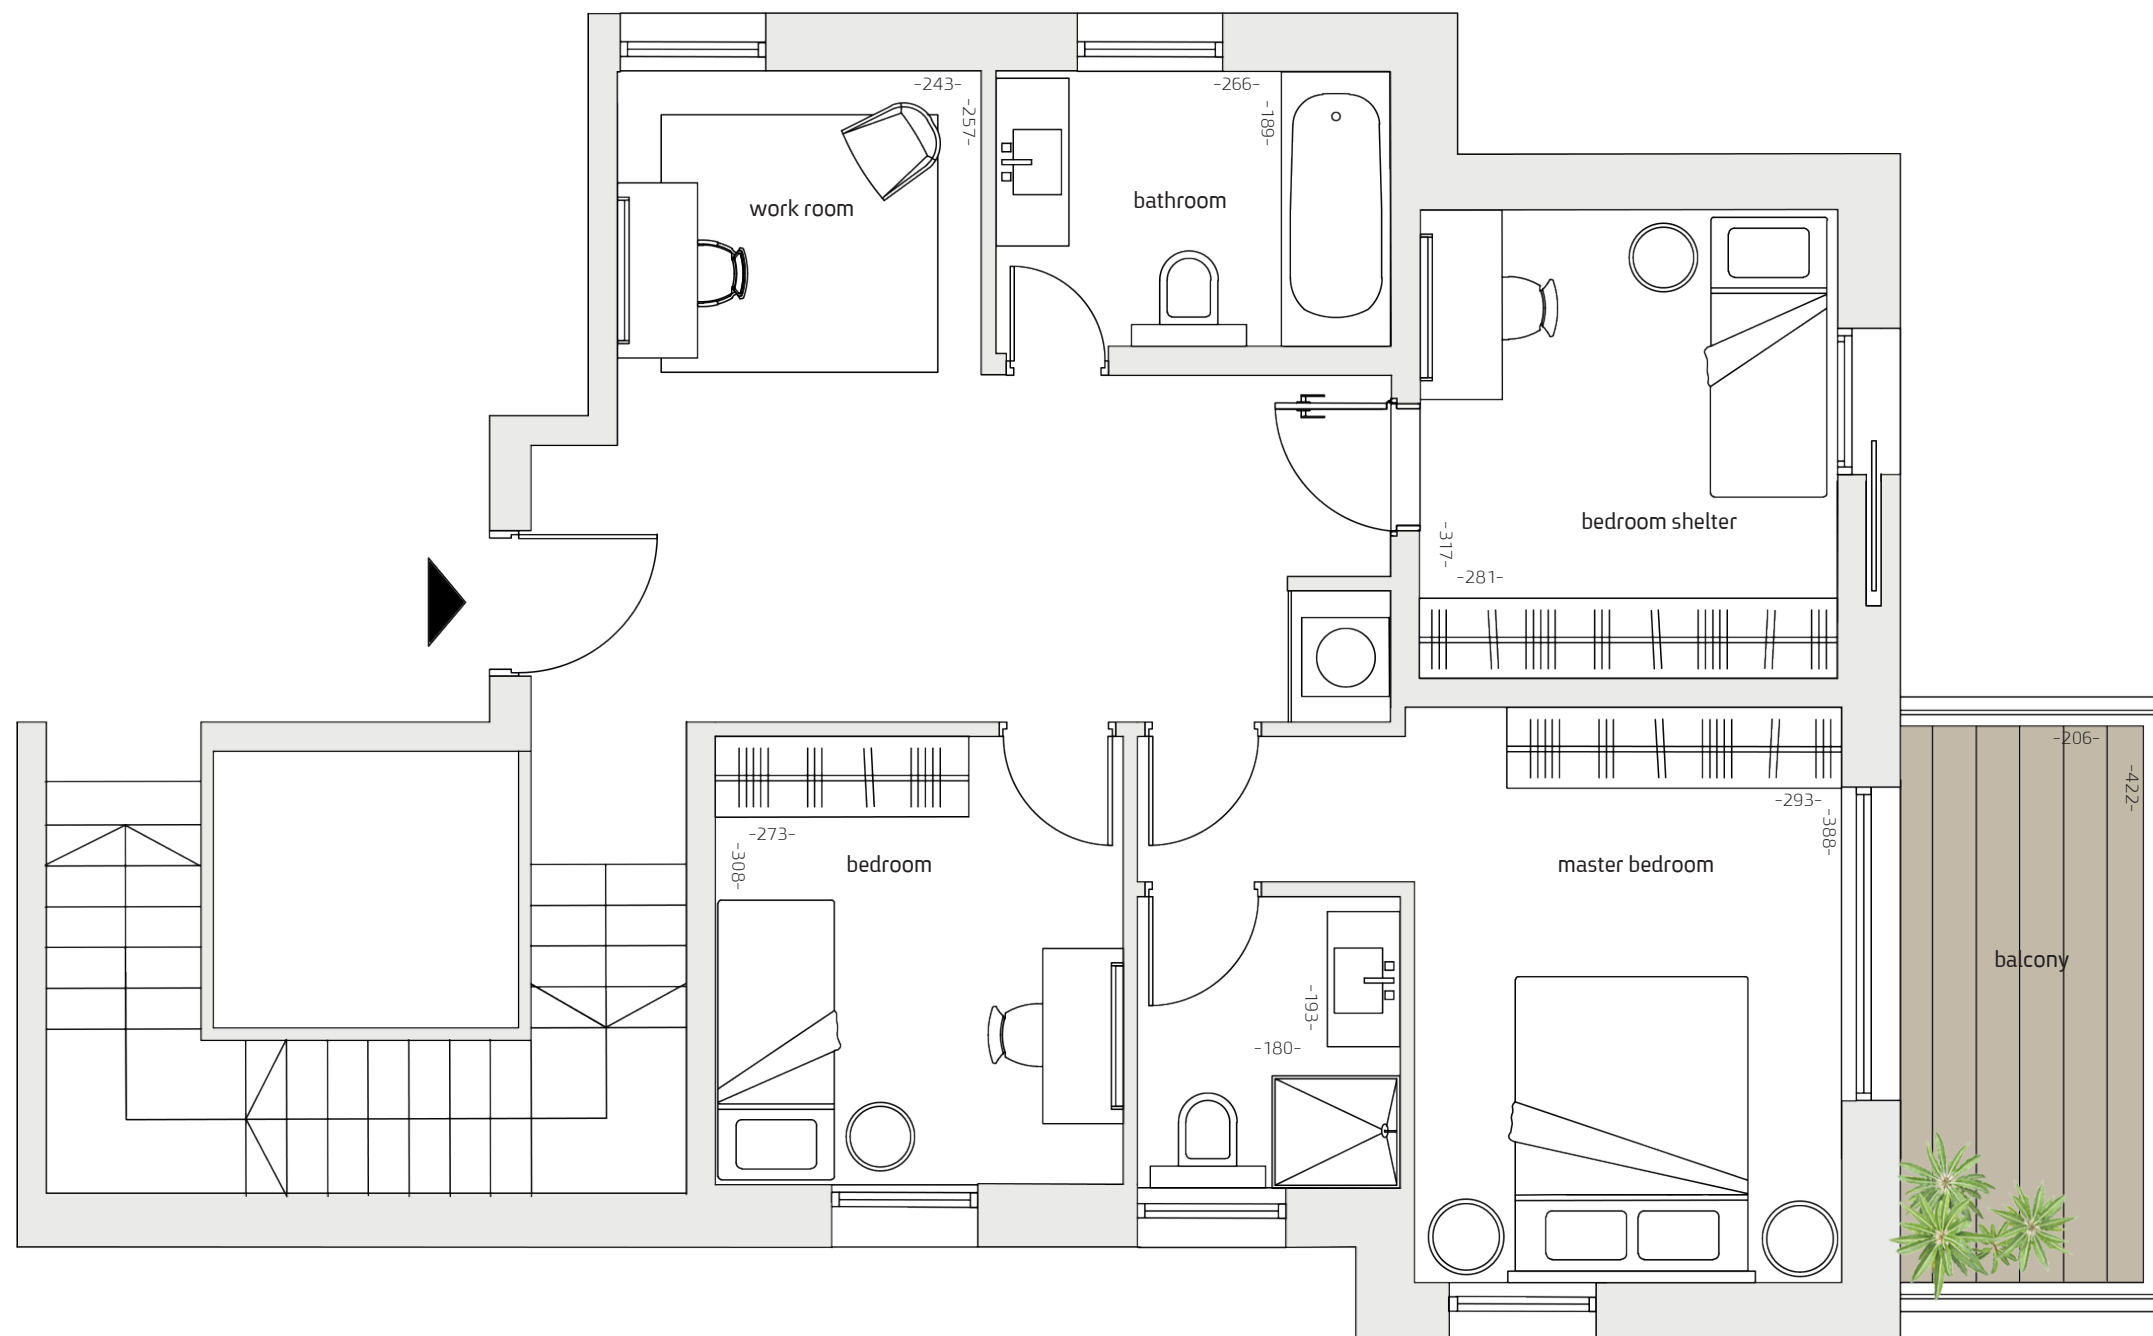 -243-
-257-
-266-
-189-
work room
bathroom
bedroom shelter
-317-
-281-
-206-
-422-
-293-
-388-
-273-
-308-
bedroom
master bedroom
balcony
-193-
-180-